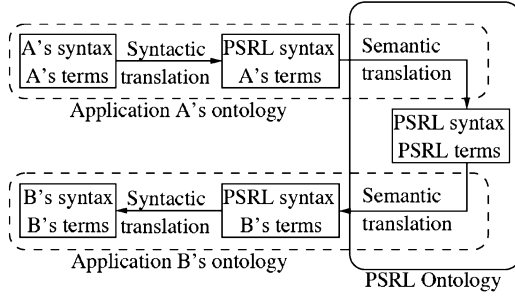 A's syntax
A's terms
Syntactic
translation
PSRL syntax
A's terms
Semantic
translation
Application A's ontology
PSRL syntax
PSRL terms
B's syntax
B's terms
Syntactic
translation
PSRL syntax
B's terms
Semantic
translation
Application B's ontology
PSRL Ontology